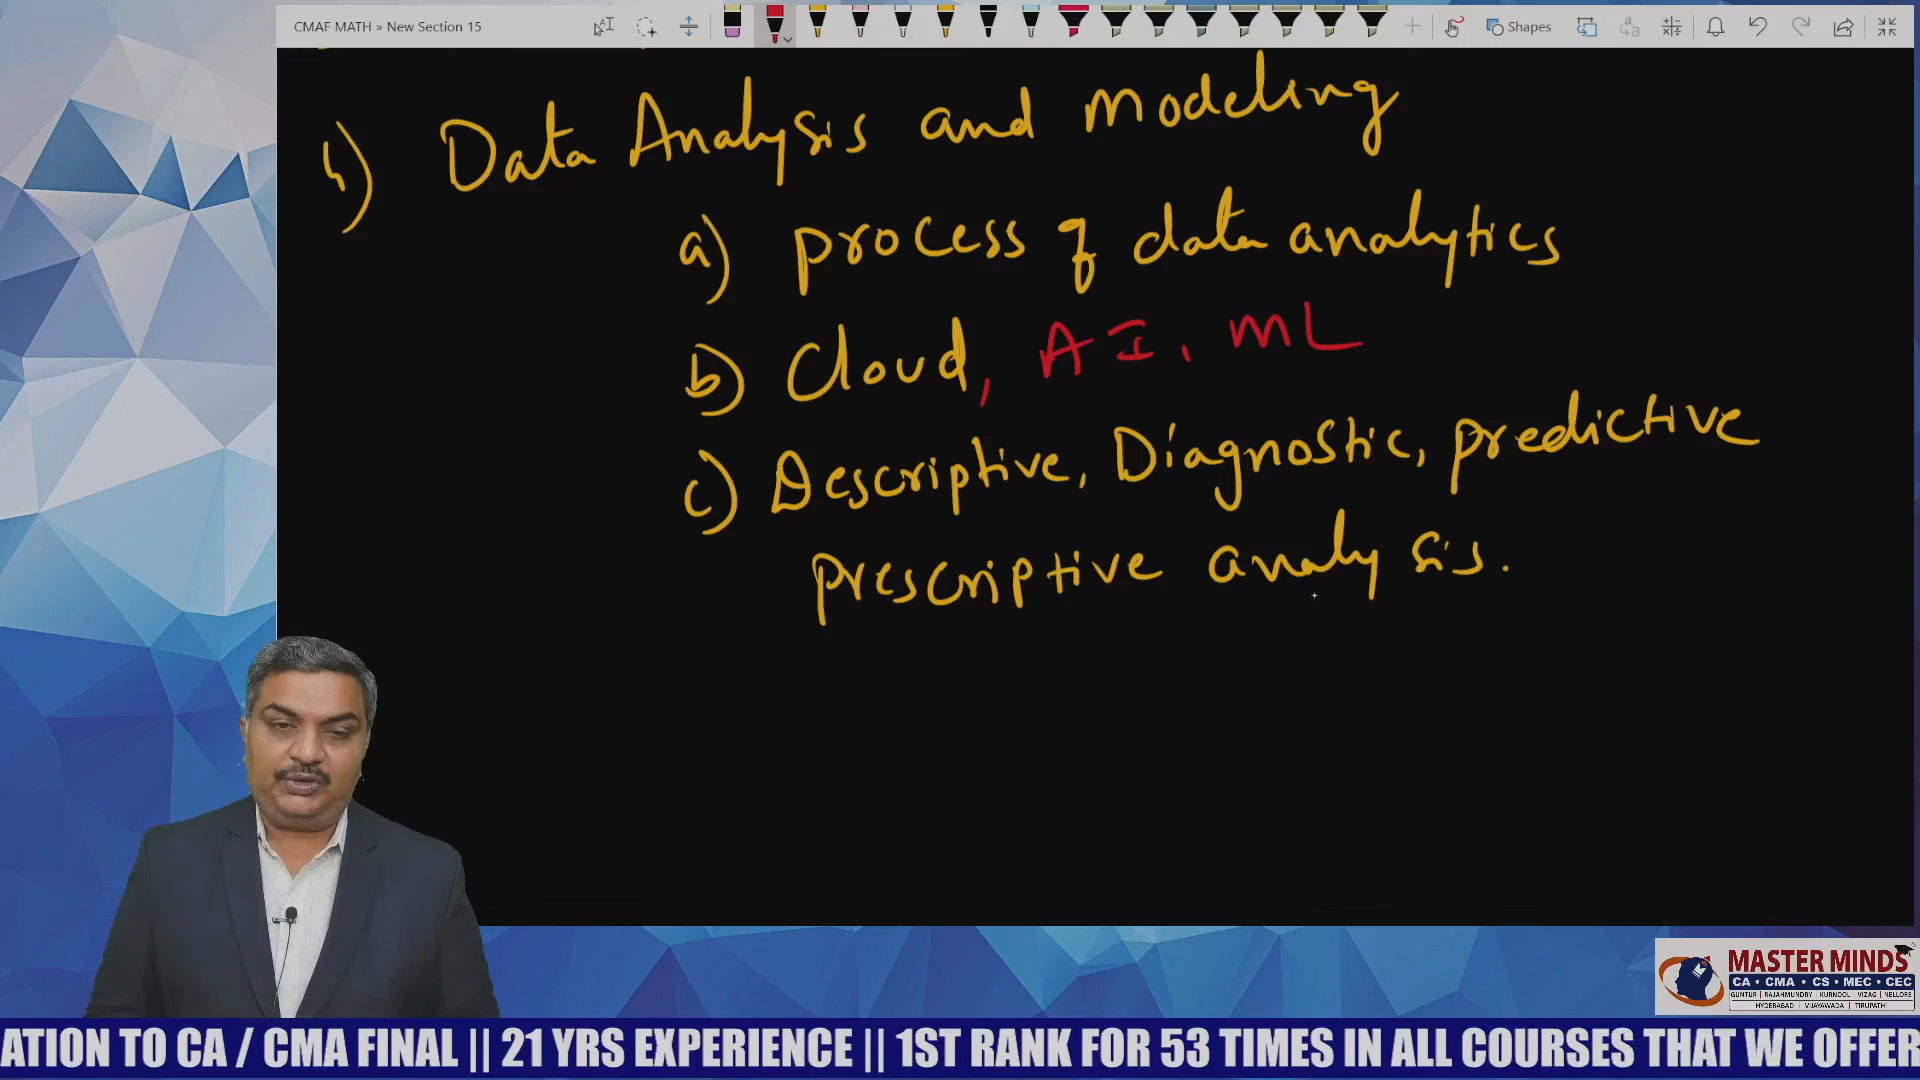 CMAF MATH » New Section 15
Shapes
4) Data Analysis and Modeling
a) process of data analytics
b) Cloud, AI, ML
c) Descriptive, Diagnostic, predictive
prescriptive analysis.
MASTER MINDS
CA • CMA • CS • MEC • CEC
GUNTUR | RAJAHMUNDRY | KURNOOL | VIZAG | NELLORE
HYDERABAD | VIJAYAWADA | TIRUPATHI
ATION TO CA / CMA FINAL || 21 YRS EXPERIENCE || 1ST RANK FOR 53 TIMES IN ALL COURSES THAT WE OFFER